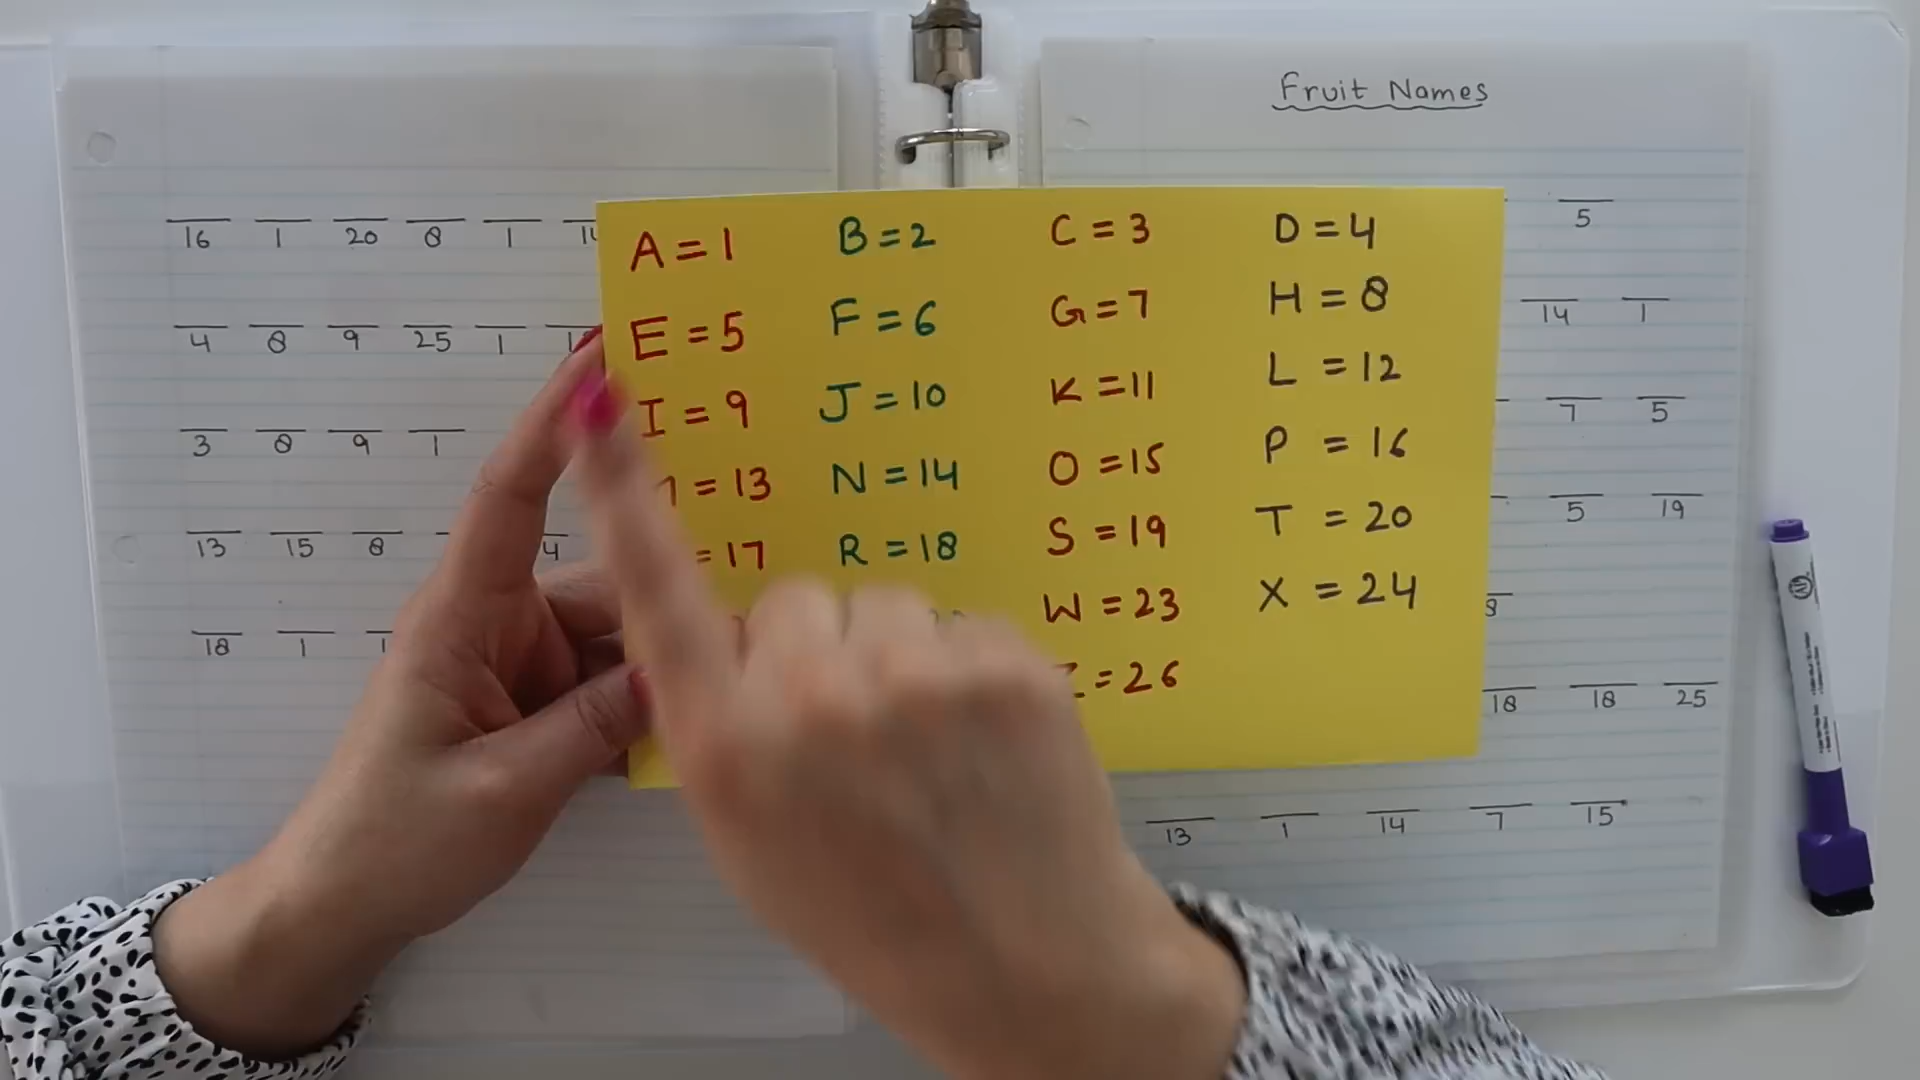 Fruit Names
16 1 20 8 1
4 8 9 25 1
3 8 9 1
13 15 8 4
18 1
A = 1 B = 2 C = 3 D = 4
E = 5 F = 6 G = 7 H = 8
I = 9 J = 10 K = 11 L = 12
= 13 N = 14 O = 15 P = 16
= 17 R = 18 S = 19 T = 20
W = 23 X = 24
= 26
5
14 1
7 5
5 19
18 18 25
13 1 14 7 15